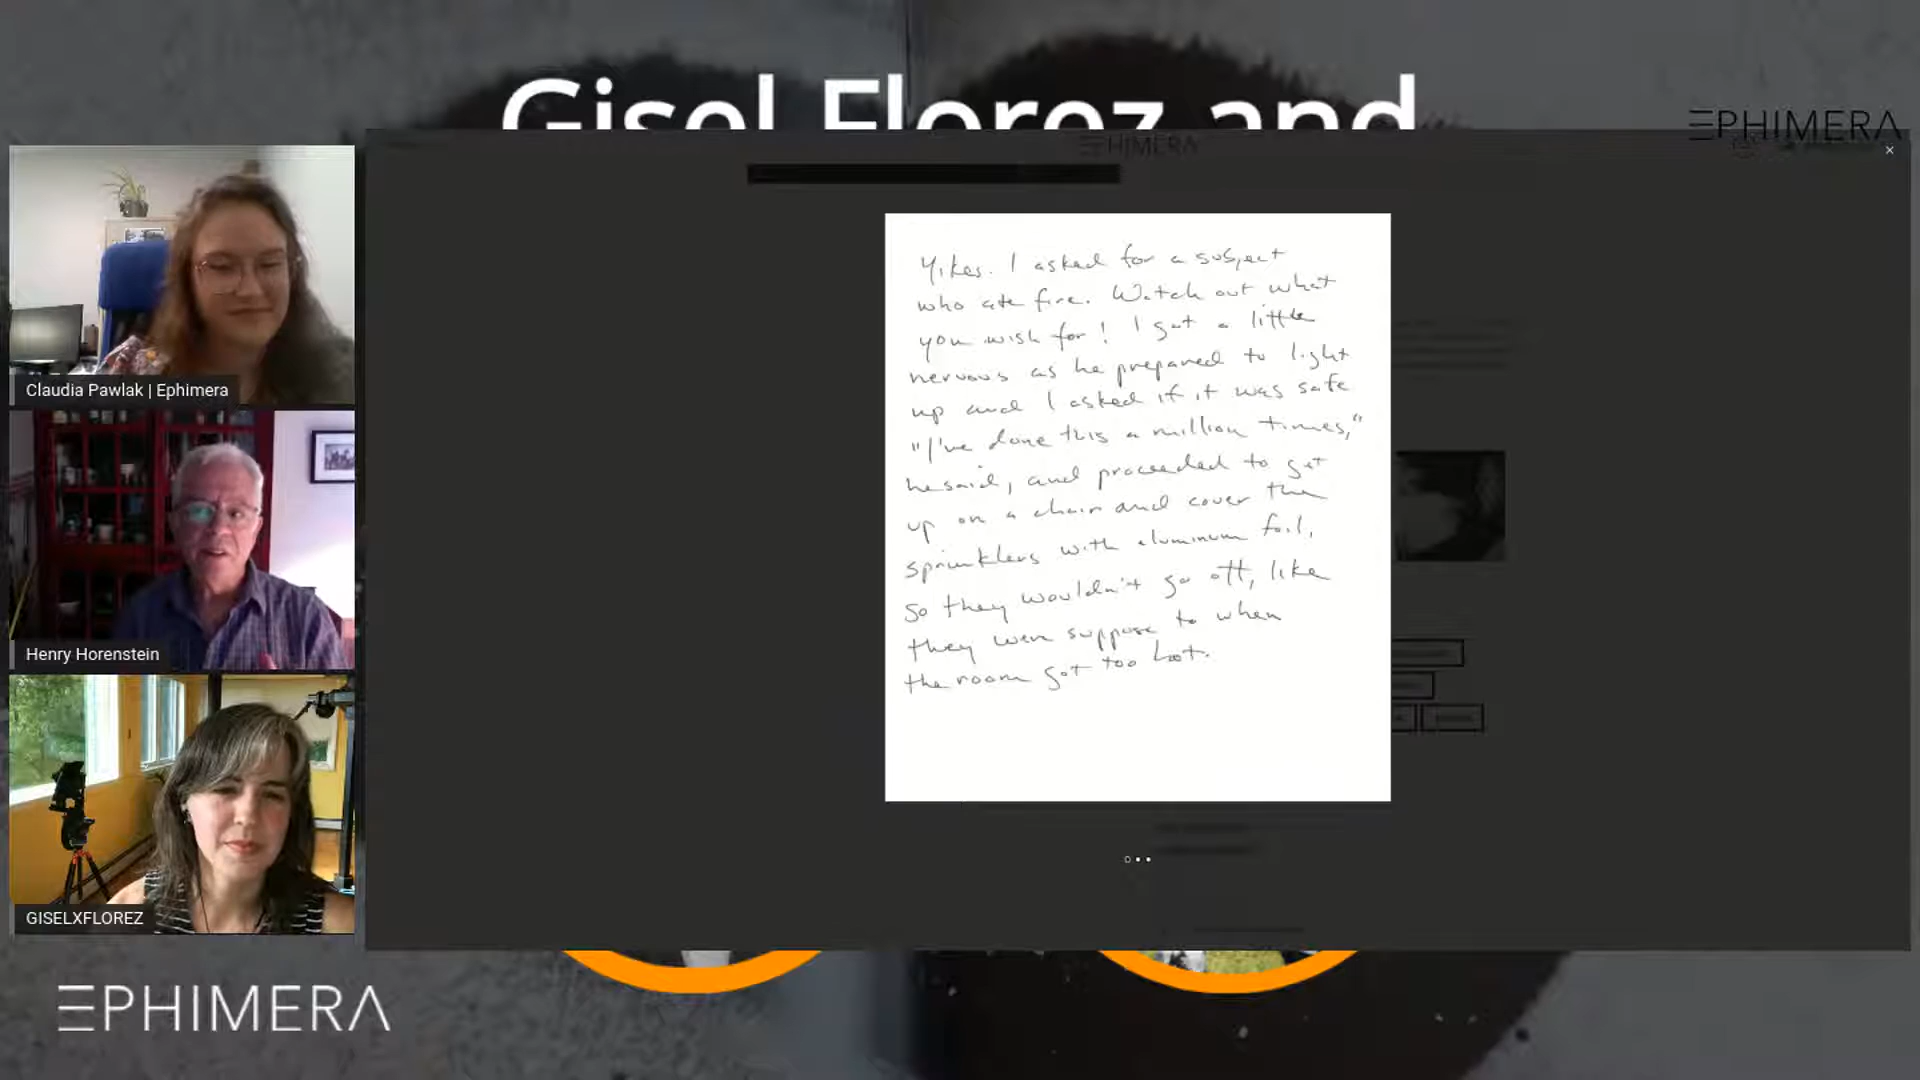 Gisel Florez and
EPHIMERA
EPHIMERA
Claudia Pawlak | Ephimera
Henry Horenstein
GISELXFLOREZ
Yikes. I asked for a subject
who ate fire. Watch out what
you wish for! I got a little
nervous as he prepared to light
up and I asked if it was safe
"I've done this a million times,"
he said, and proceeded to get
up on a chair and cover the
sprinklers with aluminum foil,
so they wouldn't go off, like
they were suppose to when
the room got too hot.
EPHIMERA